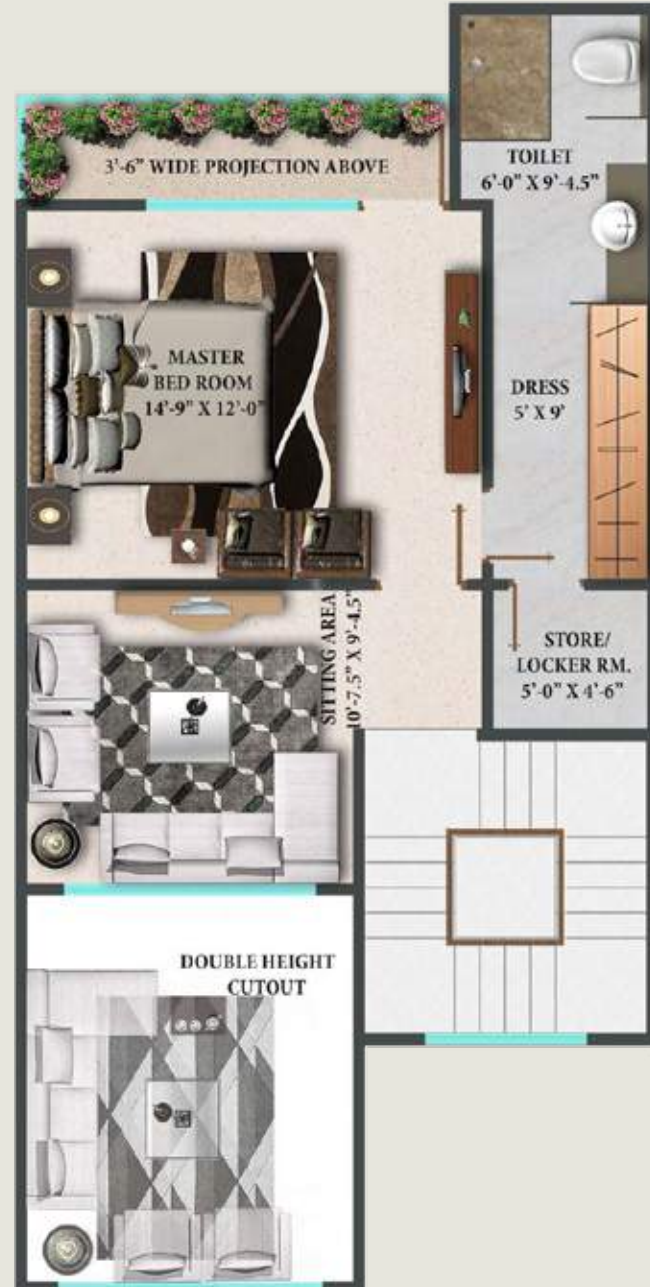 3'-6" WIDE PROJECTION ABOVE
TOILET
6'-0" X 9'-4.5"
MASTER
BED ROOM
14'-9" X 12'-0"
DRESS
5' X 9'
SITTING AREA
10'-7.5" X 9'-4.5"
STORE/
LOCKER RM.
5'-0" X 4'-6"
DOUBLE HEIGHT
CUTOUT